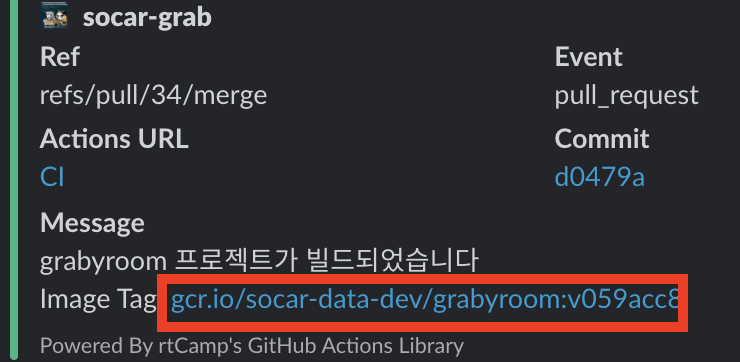 socar-grab
Ref
Event
refs/pull/34/merge
pull_request
Actions URL
Commit
CI
d0479a
Message
grabyroom 프로젝트가 빌드되었습니다
Image Tag gcr.io/socar-data-dev/grabyroom:v059acc8
Powered By rtCamp's GitHub Actions Library